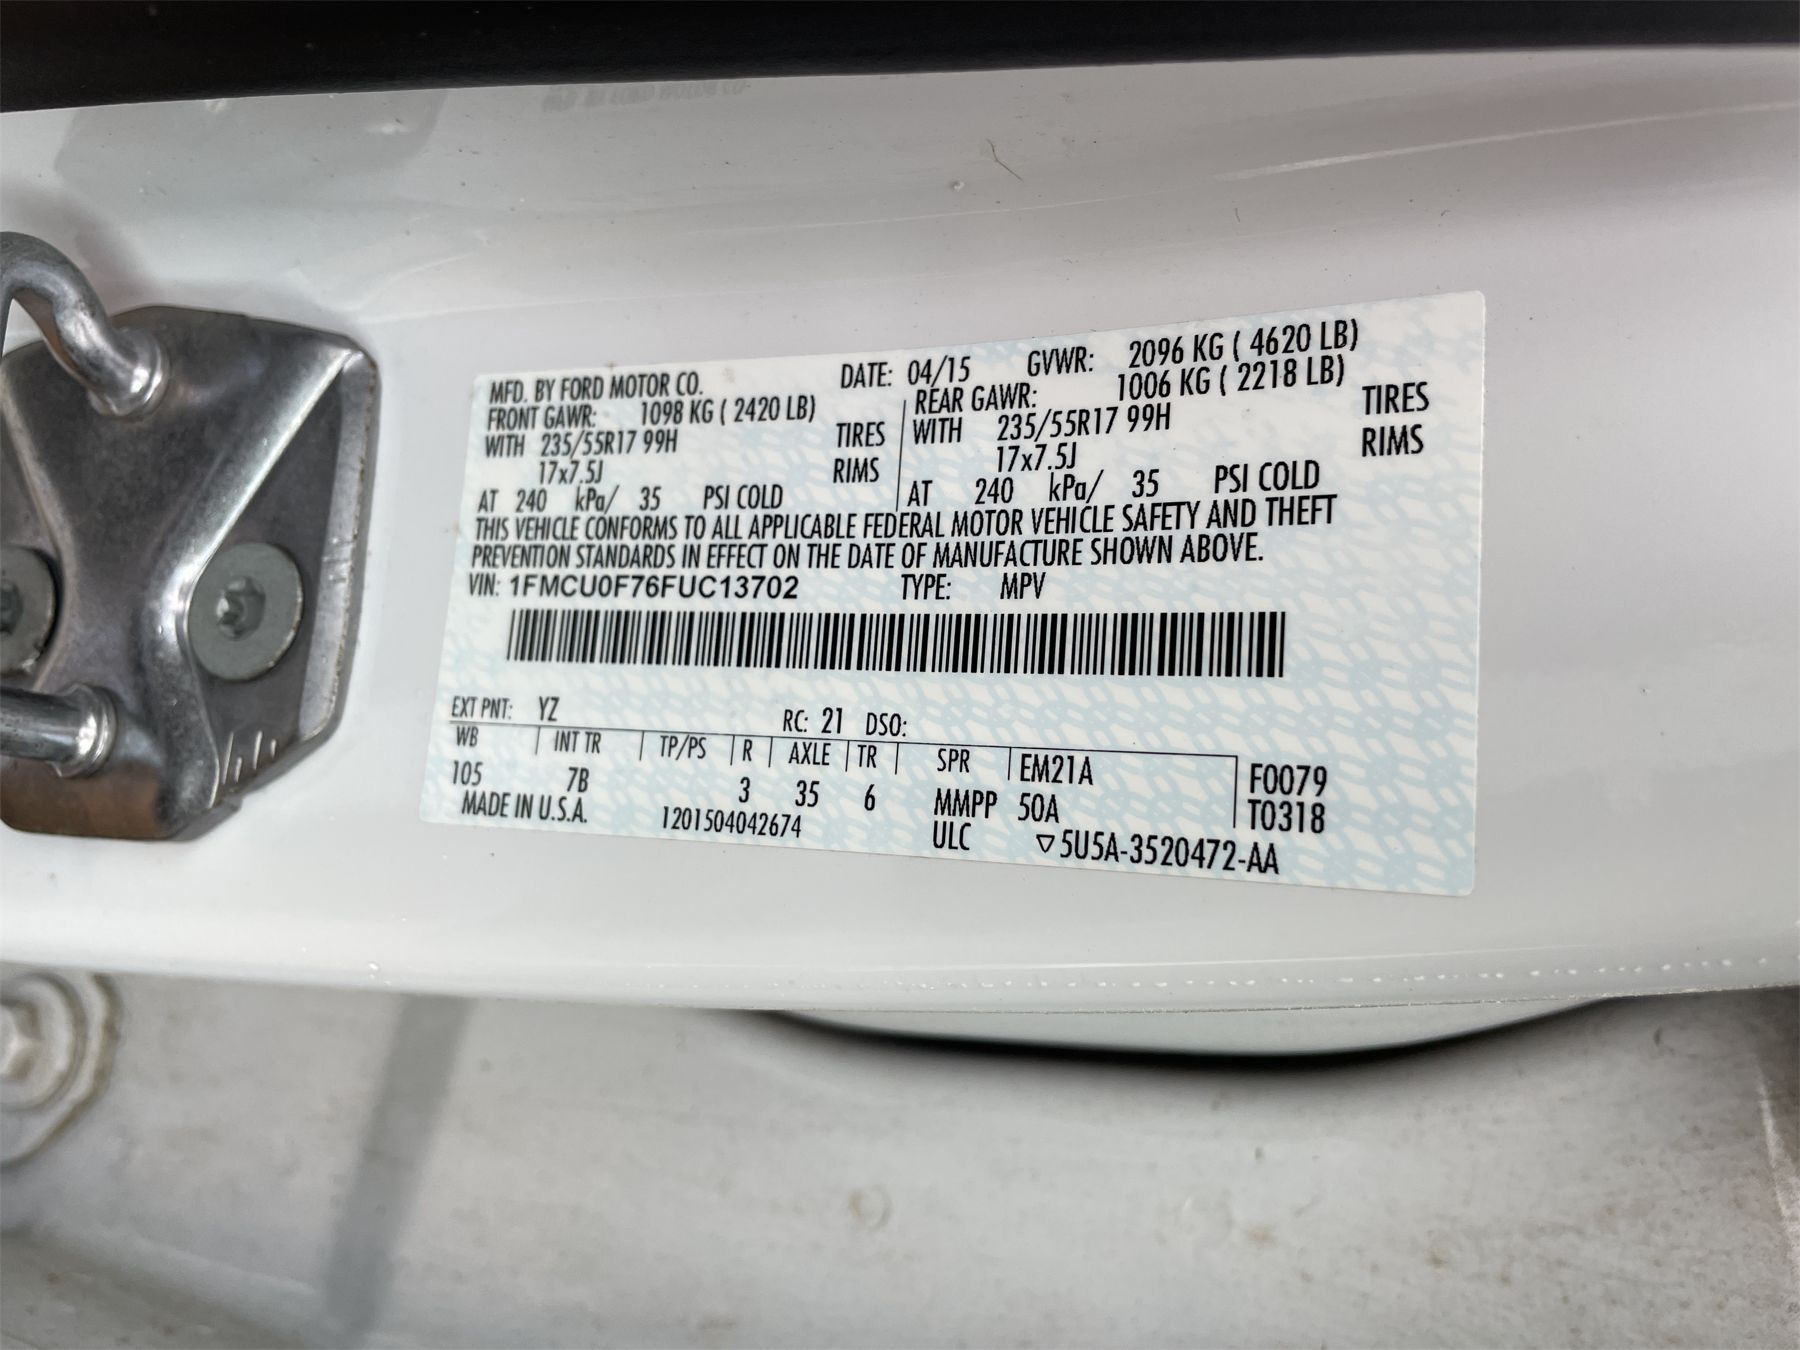 MFD. BY FORD MOTOR CO. DATE: 04/15 GVWR: 2096 KG ( 4620 LB)
FRONT GAWR: 1098 KG ( 2420 LB) REAR GAWR: 1006 KG ( 2218 LB)
WITH 235/55R17 99H TIRES WITH 235/55R17 99H TIRES
17x7.5J RIMS 17x7.5J RIMS
AT 240 kPa/ 35 PSI COLD AT 240 kPa/ 35 PSI COLD
THIS VEHICLE CONFORMS TO ALL APPLICABLE FEDERAL MOTOR VEHICLE SAFETY AND THEFT
PREVENTION STANDARDS IN EFFECT ON THE DATE OF MANUFACTURE SHOWN ABOVE.
VIN: 1FMCU0F76FUC13702 TYPE: MPV
EXT PNT: YZ RC: 21 DSO:
WB INT TR TP/PS R AXLE TR SPR EM21A F0079
105 7B 3 35 6 MMPP 50A T0318
MADE IN U.S.A. 1201504042674 ULC ▽5U5A-3520472-AA